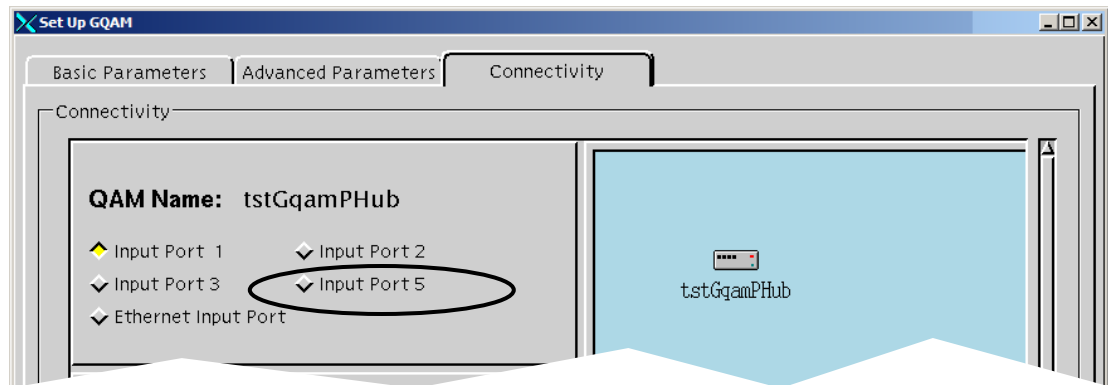 Set Up GQAM
Basic Parameters Advanced Parameters Connectivity
Connectivity
QAM Name: tstGqamPHub
Input Port 1 Input Port 2
Input Port 3 Input Port 5
Ethernet Input Port
tstGqamPHub